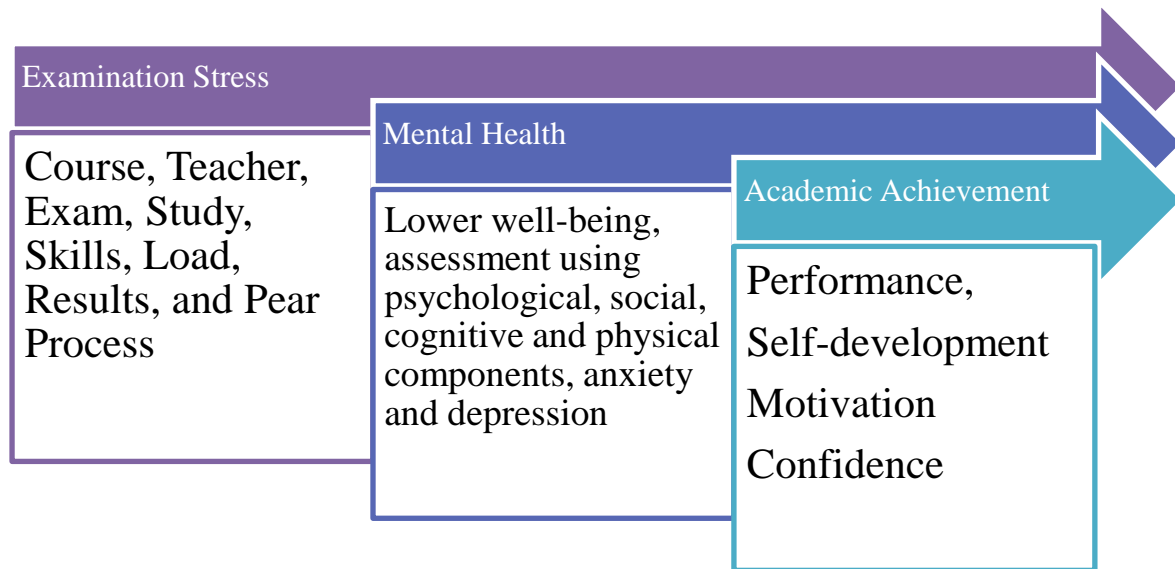 Examination Stress
Course, Teacher,
Exam, Study,
Skills, Load,
Results, and Pear
Process
Mental Health
Lower well-being,
assessment using
psychological, social,
cognitive and physical
components, anxiety
and depression
Academic Achievement
Performance,
Self-development
Motivation
Confidence